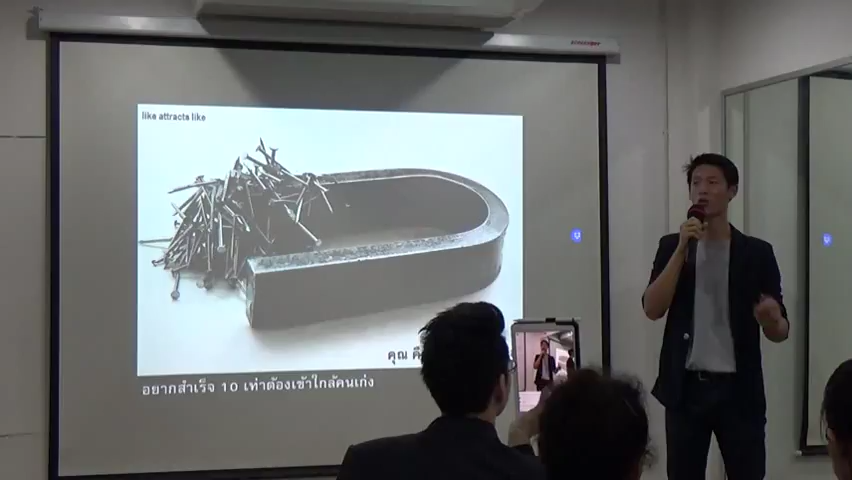 like attracts like
คุณ
อยากสำเร็จ 10 เท่าต้องเข้าใกล้คนเก่ง